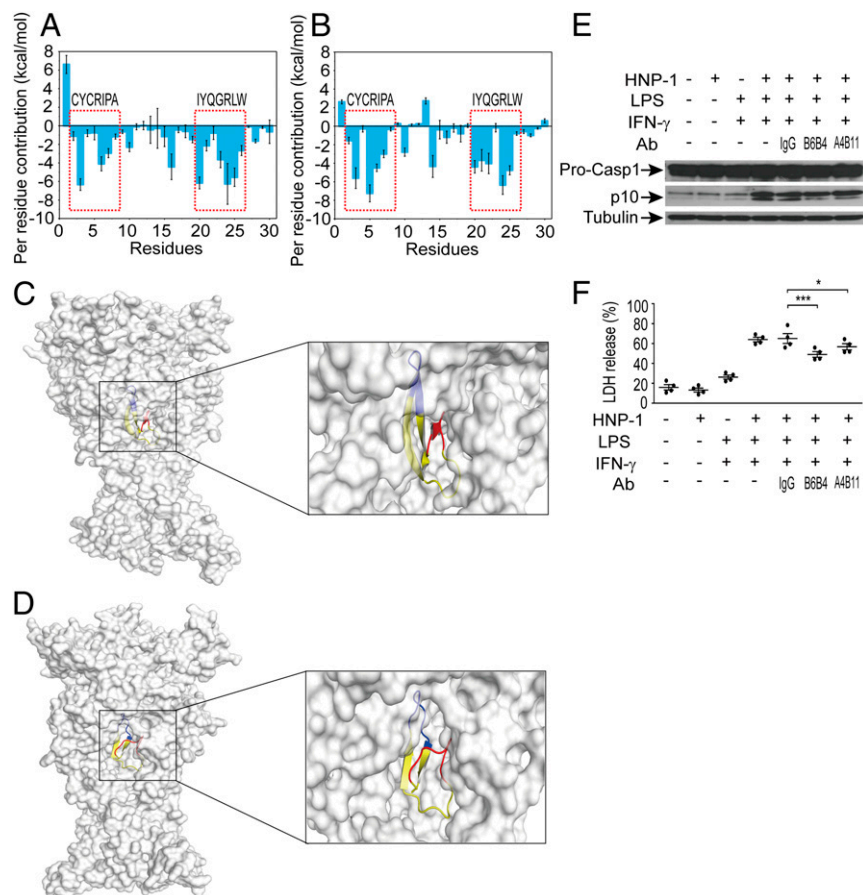 A
B
E
Per residue contribution (kcal/mol)
8
6
4
2
0
-2
-4
-6
-8
-10
CYCRIPA
IYQGRLW
0 5 10 15 20 25 30
Residues
Per residue contribution (kcal/mol)
8
6
4
2
0
-2
-4
-6
-8
-10
CYCRIPA
IYQGRLW
0 5 10 15 20 25 30
Residues
HNP-1 - + - + + + +
LPS - - + + + + +
IFN-γ - - + + + + +
Ab - - - - IgG B6B4 A4B11
Pro-Casp1
p10
Tubulin
C
F
LDH release (%)
100
80
60
40
20
0
*
***
HNP-1 - + - + + + +
LPS - - + + + + +
IFN-γ - - + + + + +
Ab - - - - IgG B6B4 A4B11
D